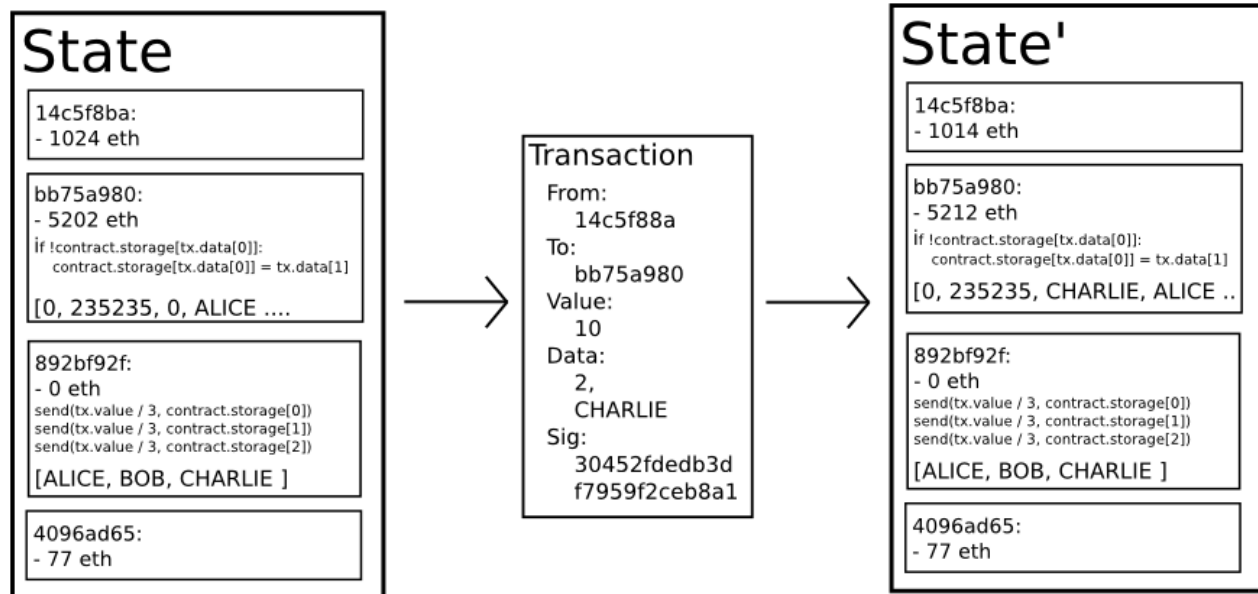 State
14c5f8ba:
- 1024 eth
bb75a980:
- 5202 eth
if !contract.storage[tx.data[0]]:
contract.storage[tx.data[0]] = tx.data[1]
[0, 235235, 0, ALICE ....
892bf92f:
- 0 eth
send(tx.value / 3, contract.storage[0])
send(tx.value / 3, contract.storage[1])
send(tx.value / 3, contract.storage[2])
[ALICE, BOB, CHARLIE ]
4096ad65:
- 77 eth
Transaction
From:
14c5f88a
To:
bb75a980
Value:
10
Data:
2,
CHARLIE
Sig:
30452fdedb3d
f7959f2ceb8a1
State'
14c5f8ba:
- 1014 eth
bb75a980:
- 5212 eth
if !contract.storage[tx.data[0]]:
contract.storage[tx.data[0]] = tx.data[1]
[0, 235235, CHARLIE, ALICE ..
892bf92f:
- 0 eth
send(tx.value / 3, contract.storage[0])
send(tx.value / 3, contract.storage[1])
send(tx.value / 3, contract.storage[2])
[ALICE, BOB, CHARLIE ]
4096ad65:
- 77 eth